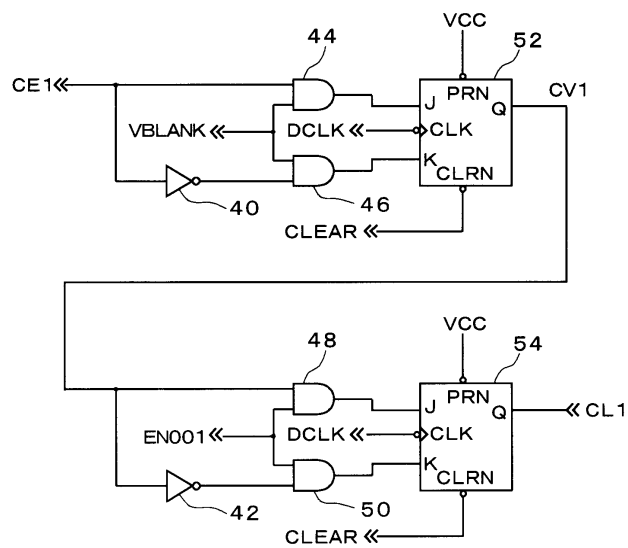 44
VCC
52
CE1
J PRN Q
CV1
VBLANK
DCLK
CLK
K
CLRN
40
46
CLEAR
48
VCC
54
J PRN Q
CL1
EN001
DCLK
CLK
K
CLRN
42
50
CLEAR